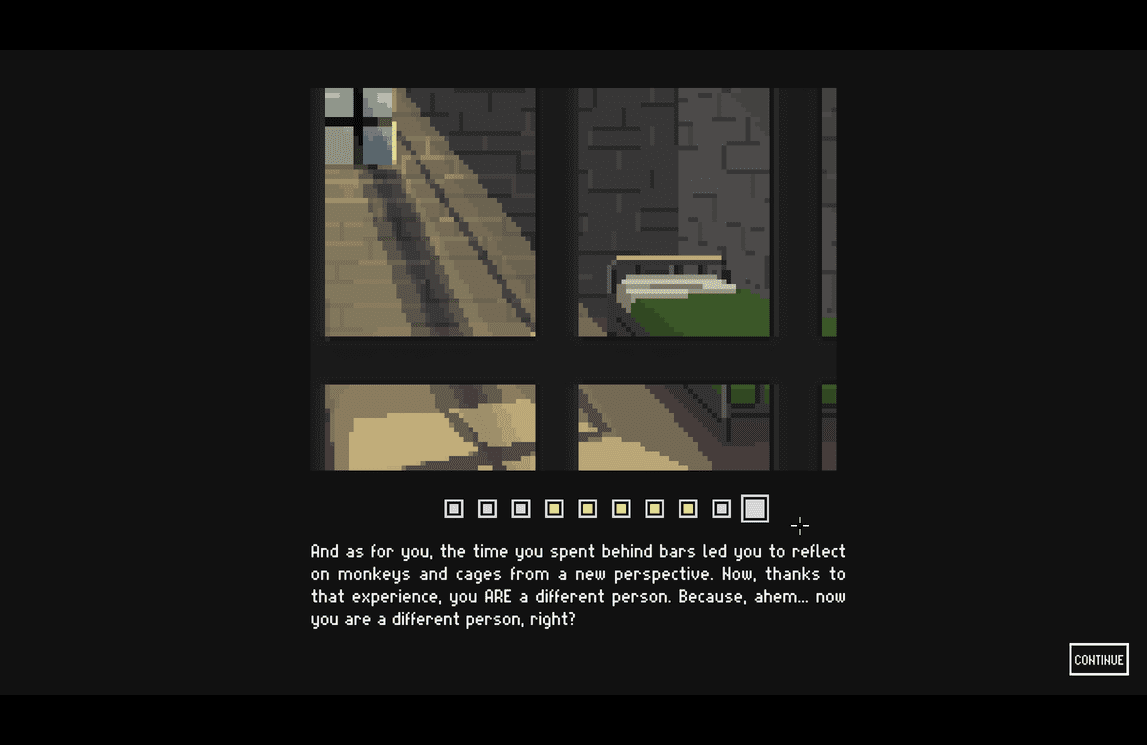 And as for you, the time you spent behind bars led you to reflect
on monkeys and cages from a new perspective. Now, thanks to
that experience, you ARE a different person. Because, ahem... now
you are a different person, right?
CONTINUE